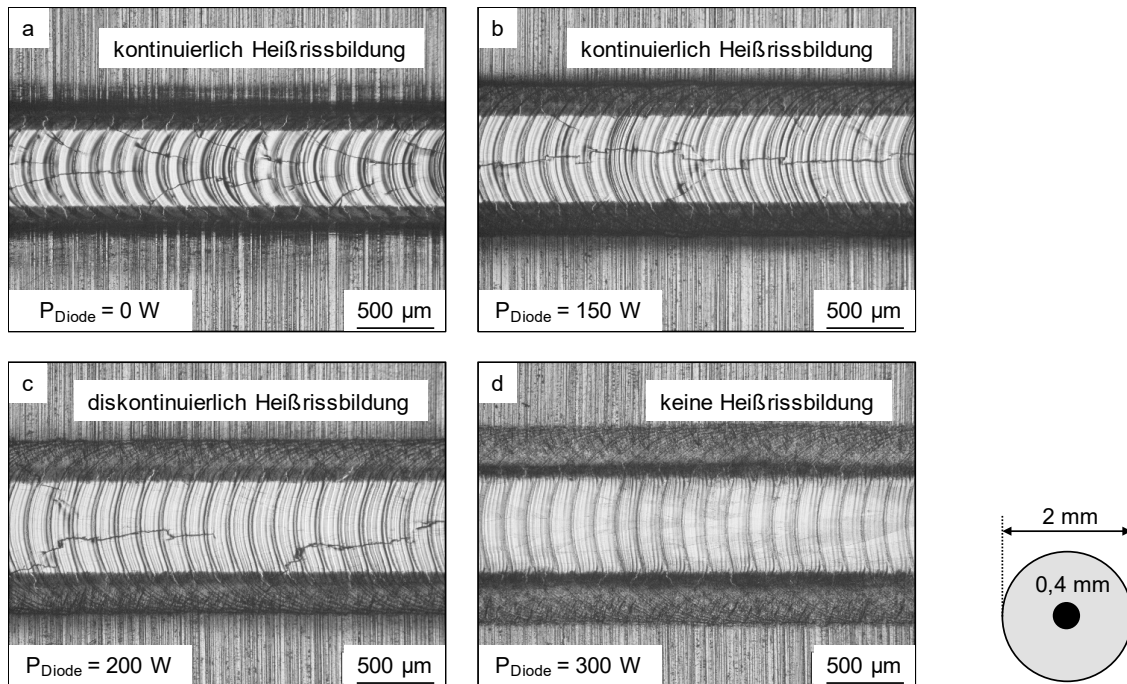 a
kontinuierlich Heißrissbildung
P_Diode = 0 W
500 µm
b
kontinuierlich Heißrissbildung
P_Diode = 150 W
500 µm
c
diskontinuierlich Heißrissbildung
P_Diode = 200 W
500 µm
d
keine Heißrissbildung
P_Diode = 300 W
500 µm
2 mm
0,4 mm